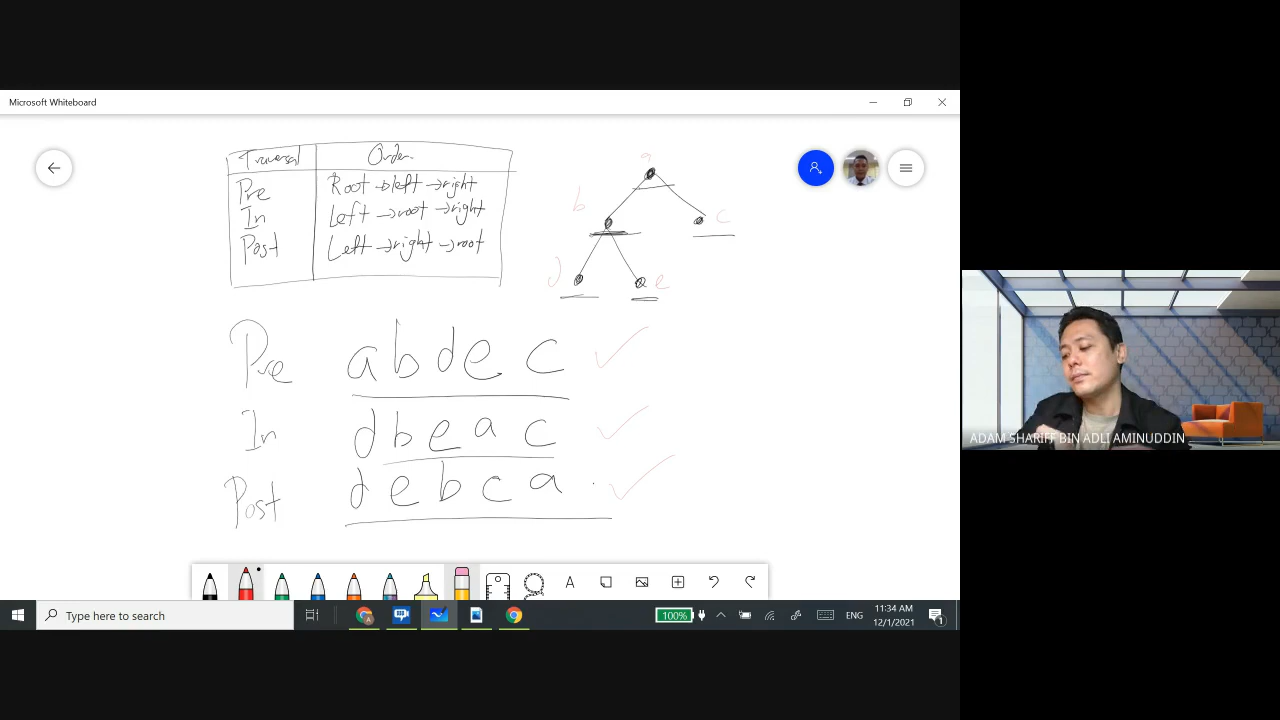 Microsoft Whiteboard
Traversal Order
Pre Root → left → right
In Left → root → right
Post Left → right → root
a
b
c
d
e
Pre a b d e c
In d b e a c
Post d e b c a
ADAM SHARIFF BIN ADLI AMINUDDIN
A
Type here to search
100%
ENG
11:34 AM
12/1/2021
1